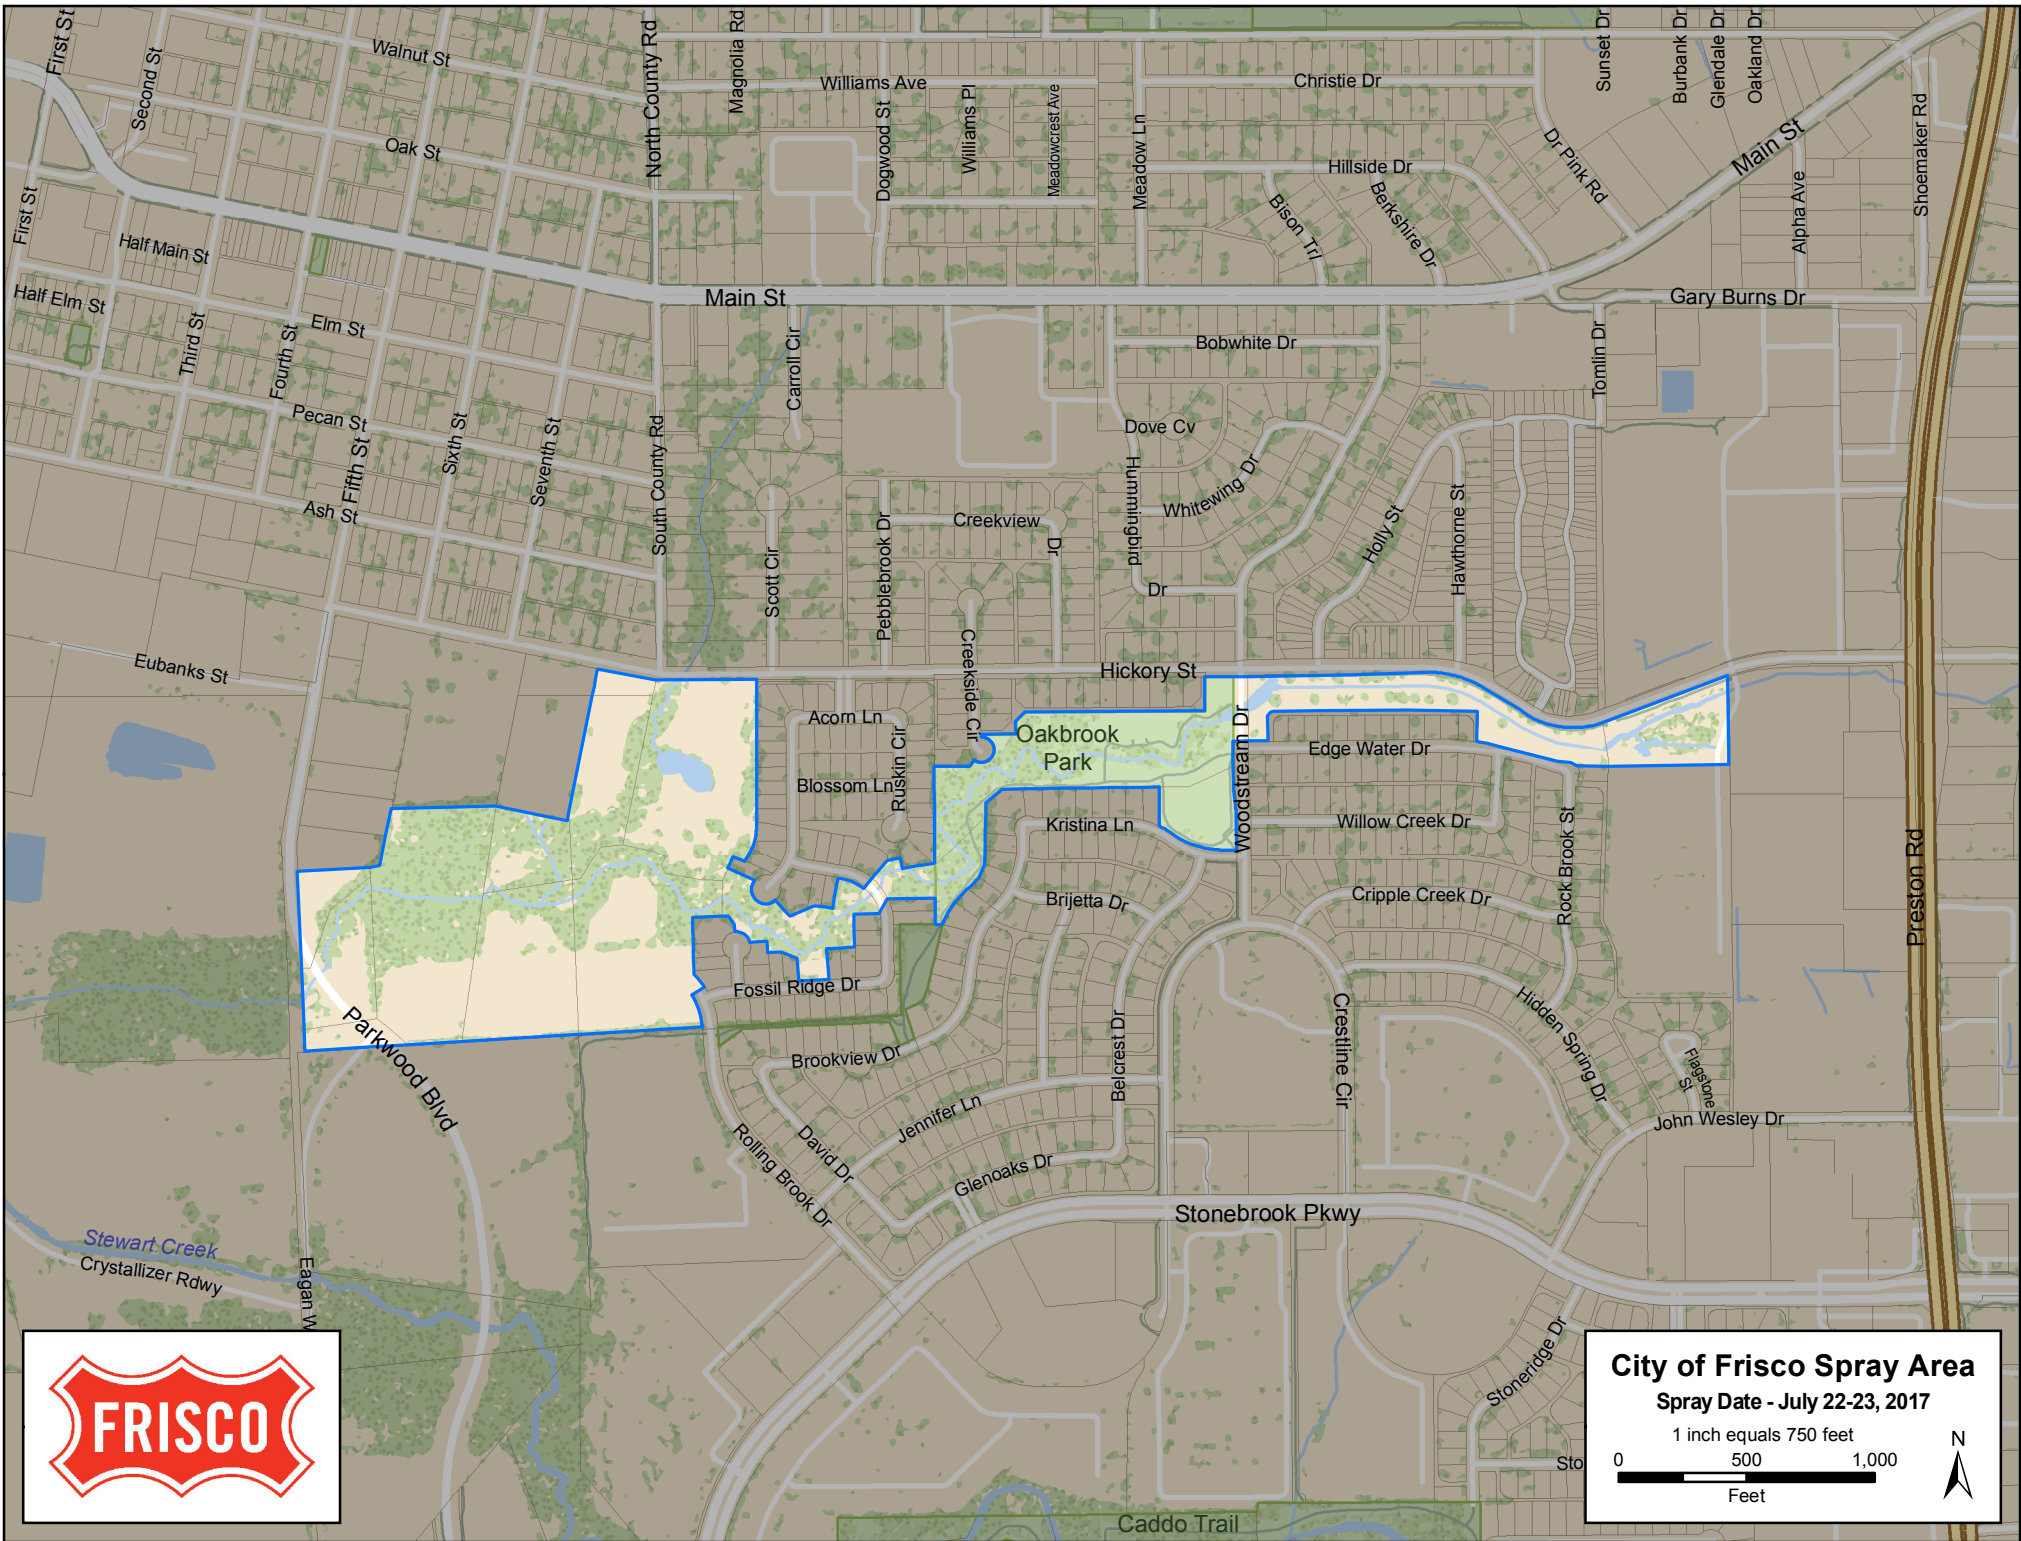 First St
Second St
Walnut St
North County Rd
Magnolia Rd
Williams Ave
Dogwood St
Williams Pl
Meadowcrest Ave
Meadow Ln
Christie Dr
Sunset Dr
Burbank Dr
Glendale Dr
Oakland Dr
Oak St
Hillside Dr
Dr Pink Rd
Main St
Shoemaker Rd
First St
Half Main St
Bison Trl
Berkshire Dr
Alpha Ave
Half Elm St
Main St
Gary Burns Dr
Third St
Fourth St
Elm St
Carroll Cir
Bobwhite Dr
Tomlin Dr
Pecan St
Fifth St
Sixth St
Seventh St
South County Rd
Dove Cv
Hummingbird
Dr
Whitewing Dr
Ash St
Scott Cir
Pebblebrook Dr
Creekview
Dr
Holly St
Hawthorne St
Eubanks St
Creekside Cir
Hickory St
Acorn Ln
Ruskin Cir
Oakbrook
Park
Woodstream Dr
Edge Water Dr
Blossom Ln
Kristina Ln
Willow Creek Dr
Rock Brook St
Preston Rd
Brijetta Dr
Cripple Creek Dr
Fossil Ridge Dr
Parkwood Blvd
Brookview Dr
Belcrest Dr
Crestline Cir
Hidden Spring Dr
Flagstone
St
John Wesley Dr
Rolling Brook Dr
David Dr
Jennifer Ln
Glenoaks Dr
Stonebrook Pkwy
Stewart Creek
Crystallizer Rdwy
Eagan W
Stoneridge Dr
Sto
Caddo Trail
FRISCO
City of Frisco Spray Area
Spray Date - July 22-23, 2017
1 inch equals 750 feet
0 500 1,000
Feet
N